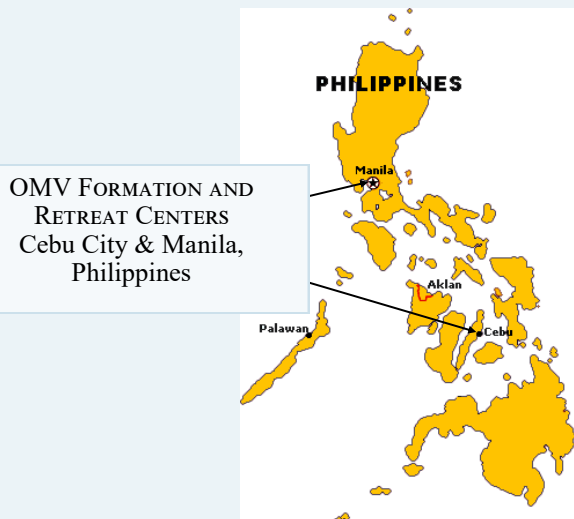 PHILIPPINES
Manila
OMV FORMATION AND
RETREAT CENTERS
Cebu City & Manila,
Philippines
Aklan
Palawan
Cebu